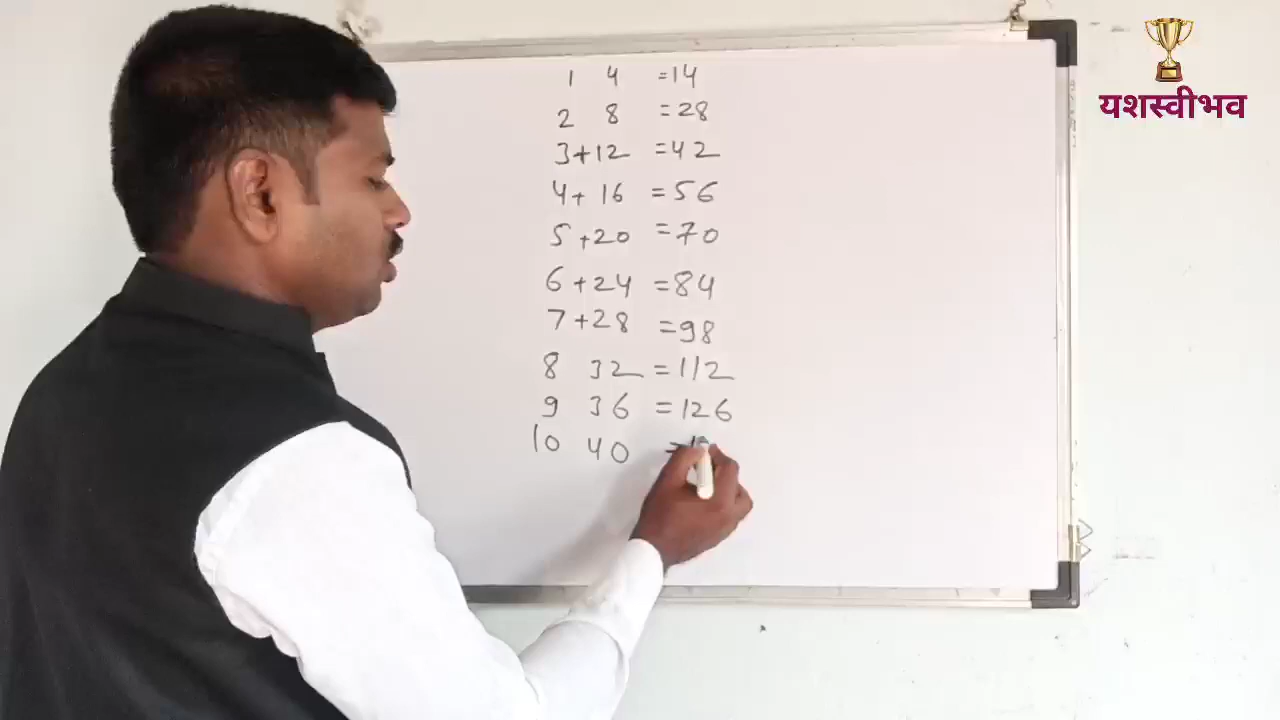 1 4 =14
2 8 =28
3+12 =42
4+ 16 =56
5 +20 =70
6 +24 =84
7 +28 =98
8 32 =112
9 36 =126
10 40 =
यशस्वीभव